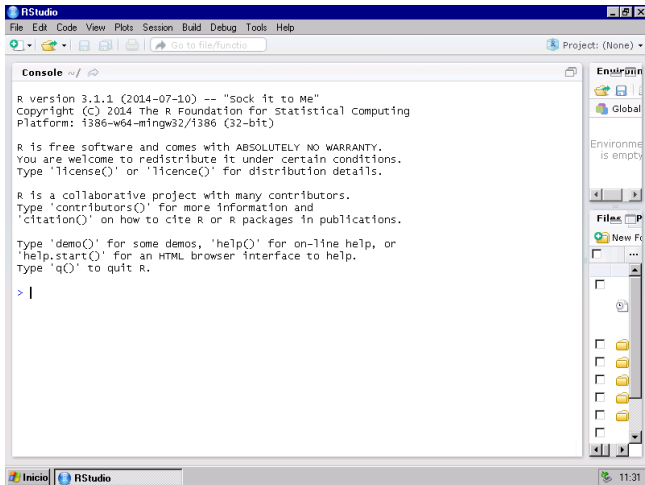 RStudio
File Edit Code View Plots Session Build Debug Tools Help
Go to file/functio
Project: (None)
Console ~/
R version 3.1.1 (2014-07-10) -- "Sock it to Me"
Copyright (C) 2014 The R Foundation for Statistical Computing
Platform: i386-w64-mingw32/i386 (32-bit)
R is free software and comes with ABSOLUTELY NO WARRANTY.
You are welcome to redistribute it under certain conditions.
Type 'license()' or 'licence()' for distribution details.
R is a collaborative project with many contributors.
Type 'contributors()' for more information and
'citation()' on how to cite R or R packages in publications.
Type 'demo()' for some demos, 'help()' for on-line help, or
'help.start()' for an HTML browser interface to help.
Type 'q()' to quit R.
>
Global
Environme
is empty
Files P
New Fo
...
Inicio RStudio 11:31